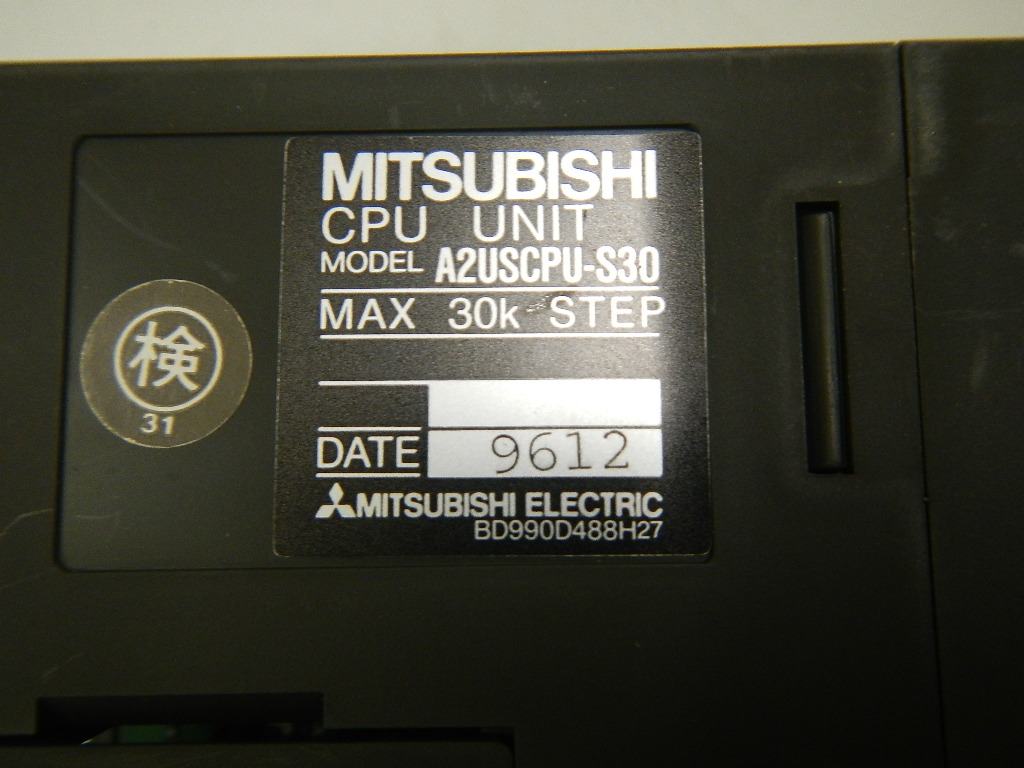 MITSUBISHI
CPU UNIT
MODEL A2USCPU-S30
MAX 30k STEP
DATE 9612
MITSUBISHI ELECTRIC
BD990D488H27
検
31